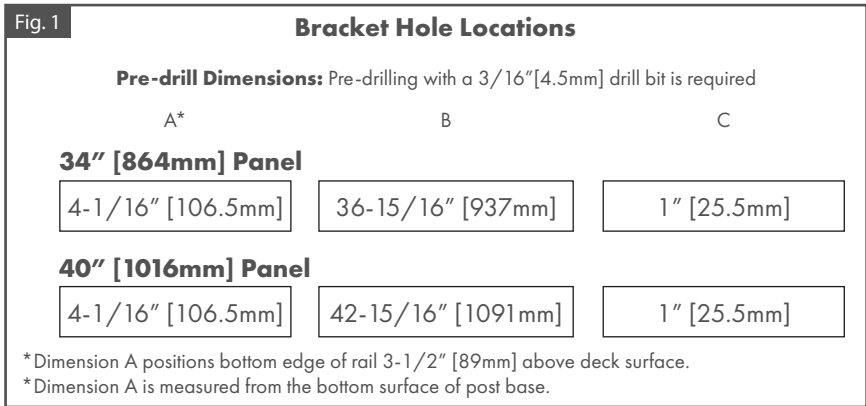 Fig. 1
Bracket Hole Locations
Pre-drill Dimensions: Pre-drilling with a 3/16"[4.5mm] drill bit is required
A* B C
34" [864mm] Panel
4-1/16" [106.5mm] 36-15/16" [937mm] 1" [25.5mm]
40" [1016mm] Panel
4-1/16" [106.5mm] 42-15/16" [1091mm] 1" [25.5mm]
*Dimension A positions bottom edge of rail 3-1/2" [89mm] above deck surface.
*Dimension A is measured from the bottom surface of post base.